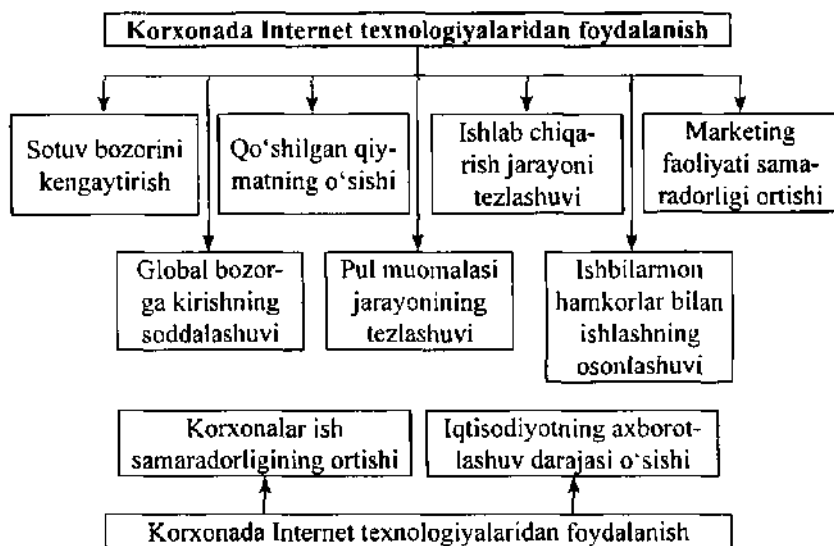 Korxonada Internet texnologiyalaridan foydalanish
Sotuv bozorini
kengaytirish
Qo‘shilgan qiy-
matning o‘sishi
Ishlab chiqa-
rish jarayoni
tezlashuvi
Marketing
faoliyati sama-
radorligi ortishi
Global bozor-
ga kirishning
soddalashuvi
Pul muomalasi
jarayonining
tezlashuvi
Ishbilarmon
hamkorlar bilan
ishlashning
osonlashuvi
Korxonalar ish
samaradorligining ortishi
Iqtisodiyotning axborot-
lashuv darajasi o‘sishi
Korxonada Internet texnologiyalaridan foydalanish